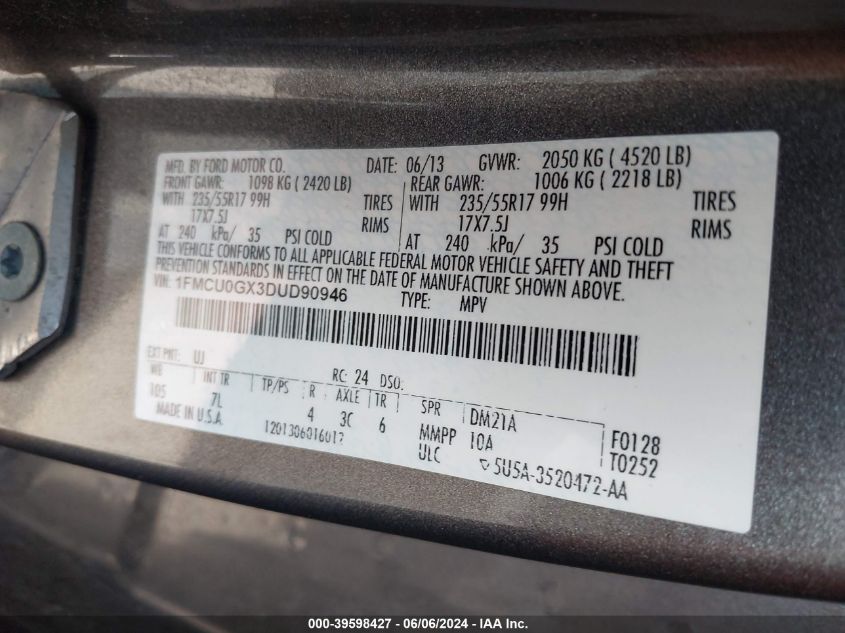 MFD. BY FORD MOTOR CO. DATE: 06/13 GVWR: 2050 KG ( 4520 LB)
FRONT GAWR: 1098 KG ( 2420 LB) REAR GAWR: 1006 KG ( 2218 LB)
WITH 235/55R17 99H TIRES WITH 235/55R17 99H TIRES
17X7.5J RIMS 17X7.5J RIMS
AT 240 kPa/ 35 PSI COLD AT 240 kPa/ 35 PSI COLD
THIS VEHICLE CONFORMS TO ALL APPLICABLE FEDERAL MOTOR VEHICLE SAFETY AND THEFT
PREVENTION STANDARDS IN EFFECT ON THE DATE OF MANUFACTURE SHOWN ABOVE.
VIN: 1FMCU0GX3DUD90946 TYPE: MPV
EXT PNT: UJ RC: 24 DSO:
WB INT TR TP/PS R AXLE TR SPR DM21A F0128
105 7L 4 3C 6 MMPP 10A T0252
MADE IN U.S.A. 1201306016017 ULC 5U5A-3520472-AA
000-39598427 - 06/06/2024 - IAA Inc.